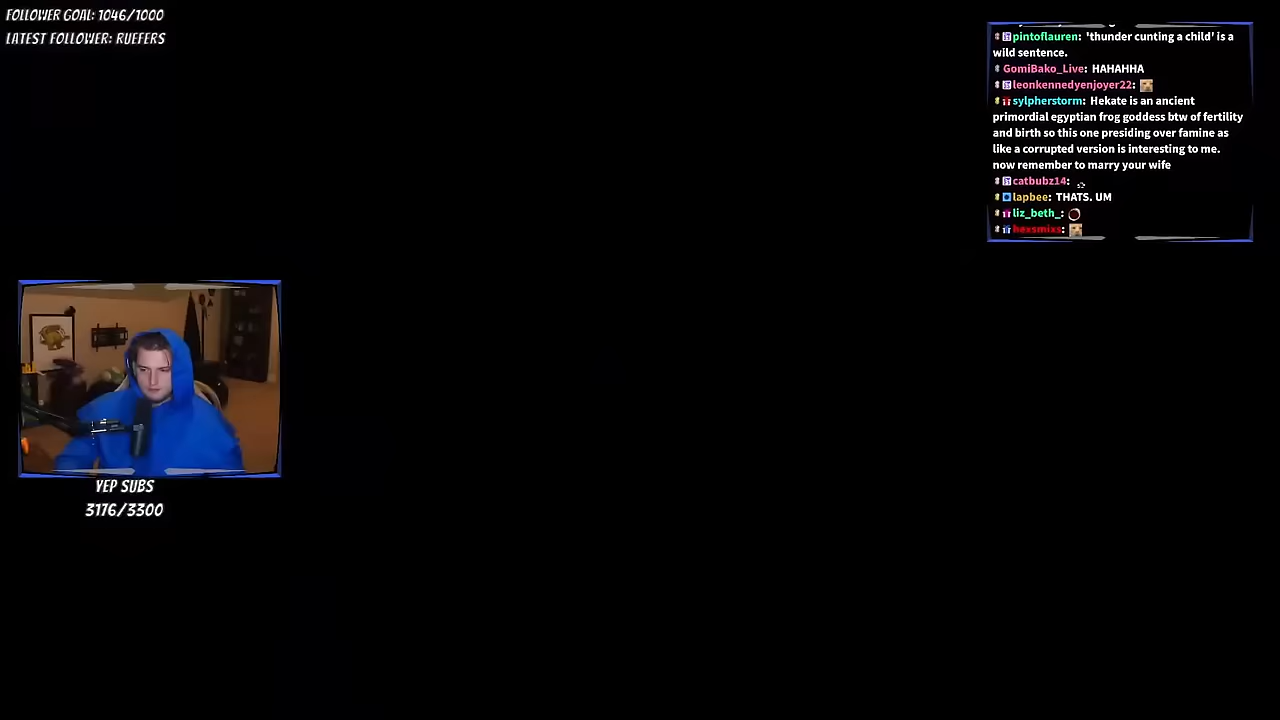 FOLLOWER GOAL: 1046/1000
LATEST FOLLOWER: RUEFERS
pintoflauren: 'thunder cunting a child' is a
wild sentence.
GomiBako_Live: HAHAHHA
leonkennedyenjoyer22:
sylpherstorm: Hekate is an ancient
primordial egyptian frog goddess btw of fertility
and birth so this one presiding over famine as
like a corrupted version is interesting to me.
now remember to marry your wife
catbubz14:
lapbee: THATS. UM
liz_beth_:
hexsmixs:
YEP SUBS
3176/3300